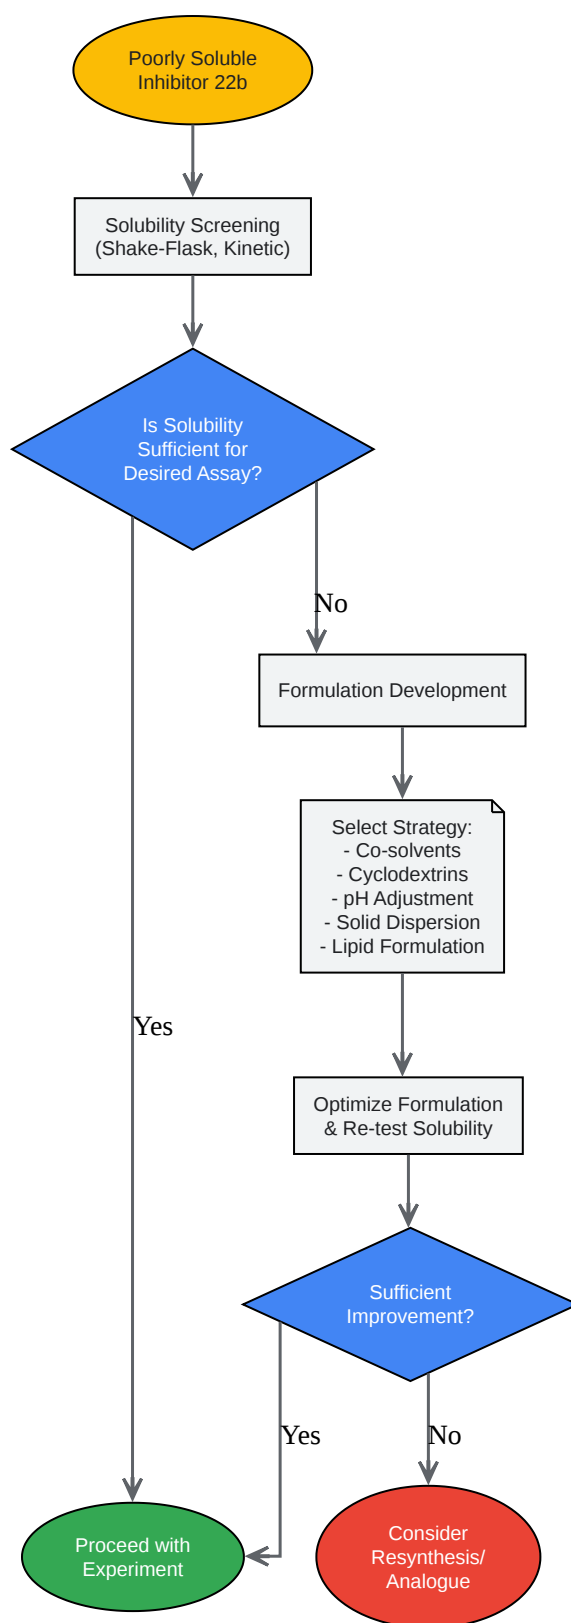 Poorly Soluble
Inhibitor 22b
Solubility Screening
(Shake-Flask, Kinetic)
Is Solubility
Sufficient for
Desired Assay?
No
Formulation Development
Select Strategy:
- Co-solvents
- Cyclodextrins
- pH Adjustment
- Solid Dispersion
- Lipid Formulation
Yes
Optimize Formulation
& Re-test Solubility
Sufficient
Improvement?
Yes
No
Proceed with
Experiment
Consider
Resynthesis/
Analogue